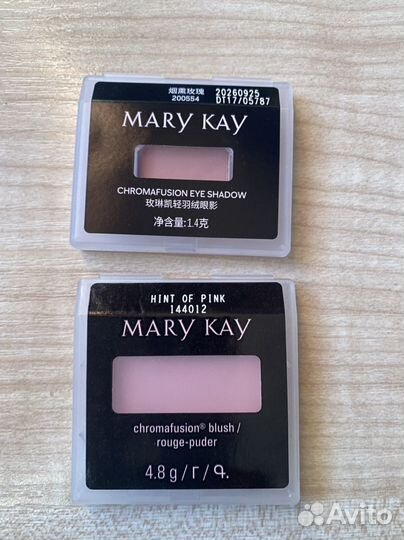 烟熏玫瑰 20260925
200554 DT17/05787
MARY KAY
CHROMAFUSION EYE SHADOW
玫琳凯轻羽绒眼影
净含量:1.4克
HINT OF PINK
144012
MARY KAY
chromafusion® blush /
rouge-puder
4.8 g / г / գ.
Avito